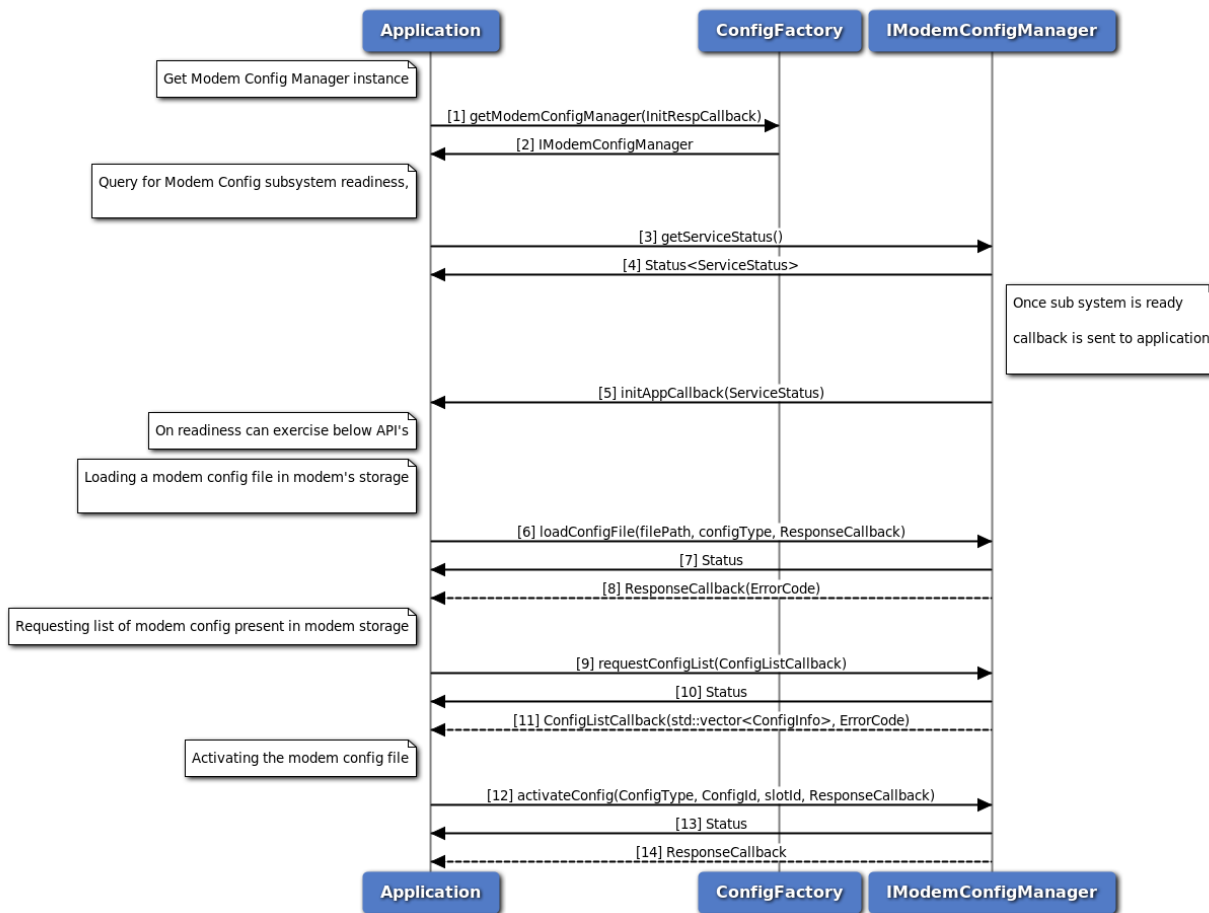 Application
ConfigFactory
IModemConfigManager
Get Modem Config Manager instance
[1] getModemConfigManager(InitRespCallback)
[2] IModemConfigManager
Query for Modem Config subsystem readiness,
[3] getServiceStatus()
[4] Status<ServiceStatus>
Once sub system is ready
callback is sent to application
[5] initAppCallback(ServiceStatus)
On readiness can exercise below API's
Loading a modem config file in modem's storage
[6] loadConfigFile(filePath, configType, ResponseCallback)
[7] Status
[8] ResponseCallback(ErrorCode)
Requesting list of modem config present in modem storage
[9] requestConfigList(ConfigListCallback)
[10] Status
[11] ConfigListCallback(std::vector<ConfigInfo>, ErrorCode)
Activating the modem config file
[12] activateConfig(ConfigType, ConfigId, slotId, ResponseCallback)
[13] Status
[14] ResponseCallback
Application
ConfigFactory
IModemConfigManager